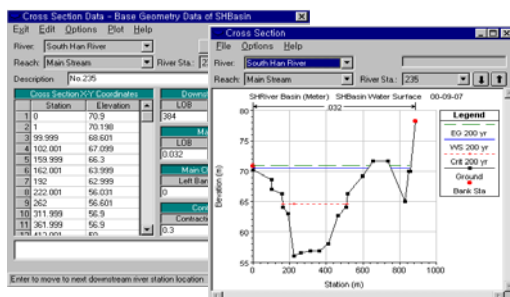 Cross Section Data - Base Geometry Data of SHBasin
Exit Edit Options Plot Help
River: South Han River
Reach: Main Stream River Sta.:
Description No.235
Cross Section X-Y Coordinates
Station Elevation
1 0 70.9
2 1 70.198
3 99.999 68.601
4 102.001 67.099
5 159.999 66.3
6 162.001 63.999
7 192 62.999
8 222.001 56.031
9 262 56.601
10 311.999 56.9
11 361.999 56.9
LOB
384
LOB
0.032
Left Ban
0
Contraction
0.3
Enter to move to next downstream river station location
Cross Section
File Options Help
River: South Han River
Reach: Main Stream River Sta.: 235
SHRiver Basin (Meter) SHBasin Water Surface 00-09-07
.032
Legend
EG 200 yr
WS 200 yr
Crit 200 yr
Ground
Bank Sta
Elevation (m)
80
75
70
65
60
55
0 200 400 600 800 1000
Station (m)